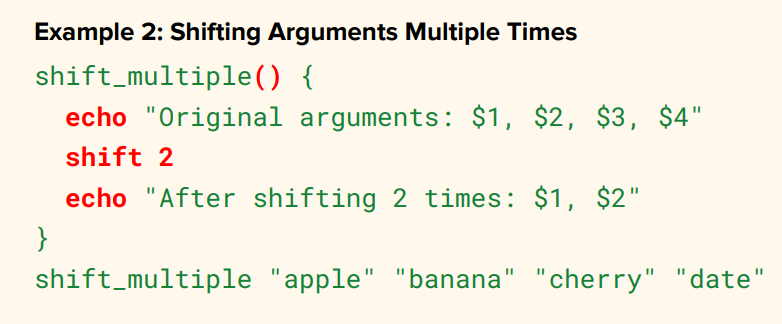 Example 2: Shifting Arguments Multiple Times
shift_multiple() {
  echo "Original arguments: $1, $2, $3, $4"
  shift 2
  echo "After shifting 2 times: $1, $2"
}
shift_multiple "apple" "banana" "cherry" "date"